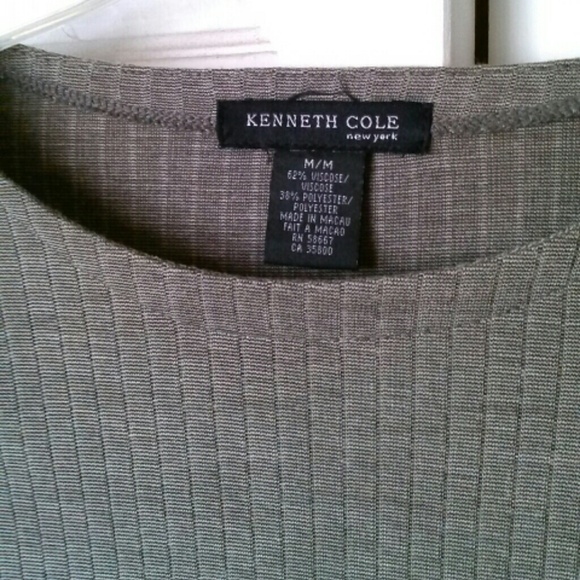 KENNETH COLE
new york
M/M
62% VISCOSE/
VISCOSE
38% POLYESTER/
POLYESTER
MADE IN MACAU
FAIT A MACAO
RN 58667
CA 35800